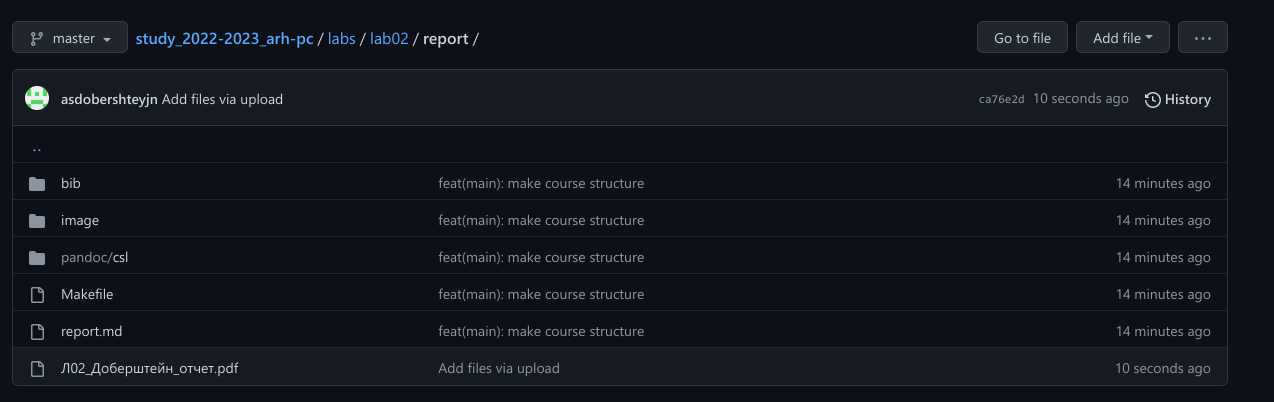 master study_2022-2023_arh-pc / labs / lab02 / report / Go to file Add file ...
asdobershteyjn Add files via upload ca76e2d 10 seconds ago History
..
bib feat(main): make course structure 14 minutes ago
image feat(main): make course structure 14 minutes ago
pandoc/csl feat(main): make course structure 14 minutes ago
Makefile feat(main): make course structure 14 minutes ago
report.md feat(main): make course structure 14 minutes ago
Л02_Доберштейн_отчет.pdf Add files via upload 10 seconds ago